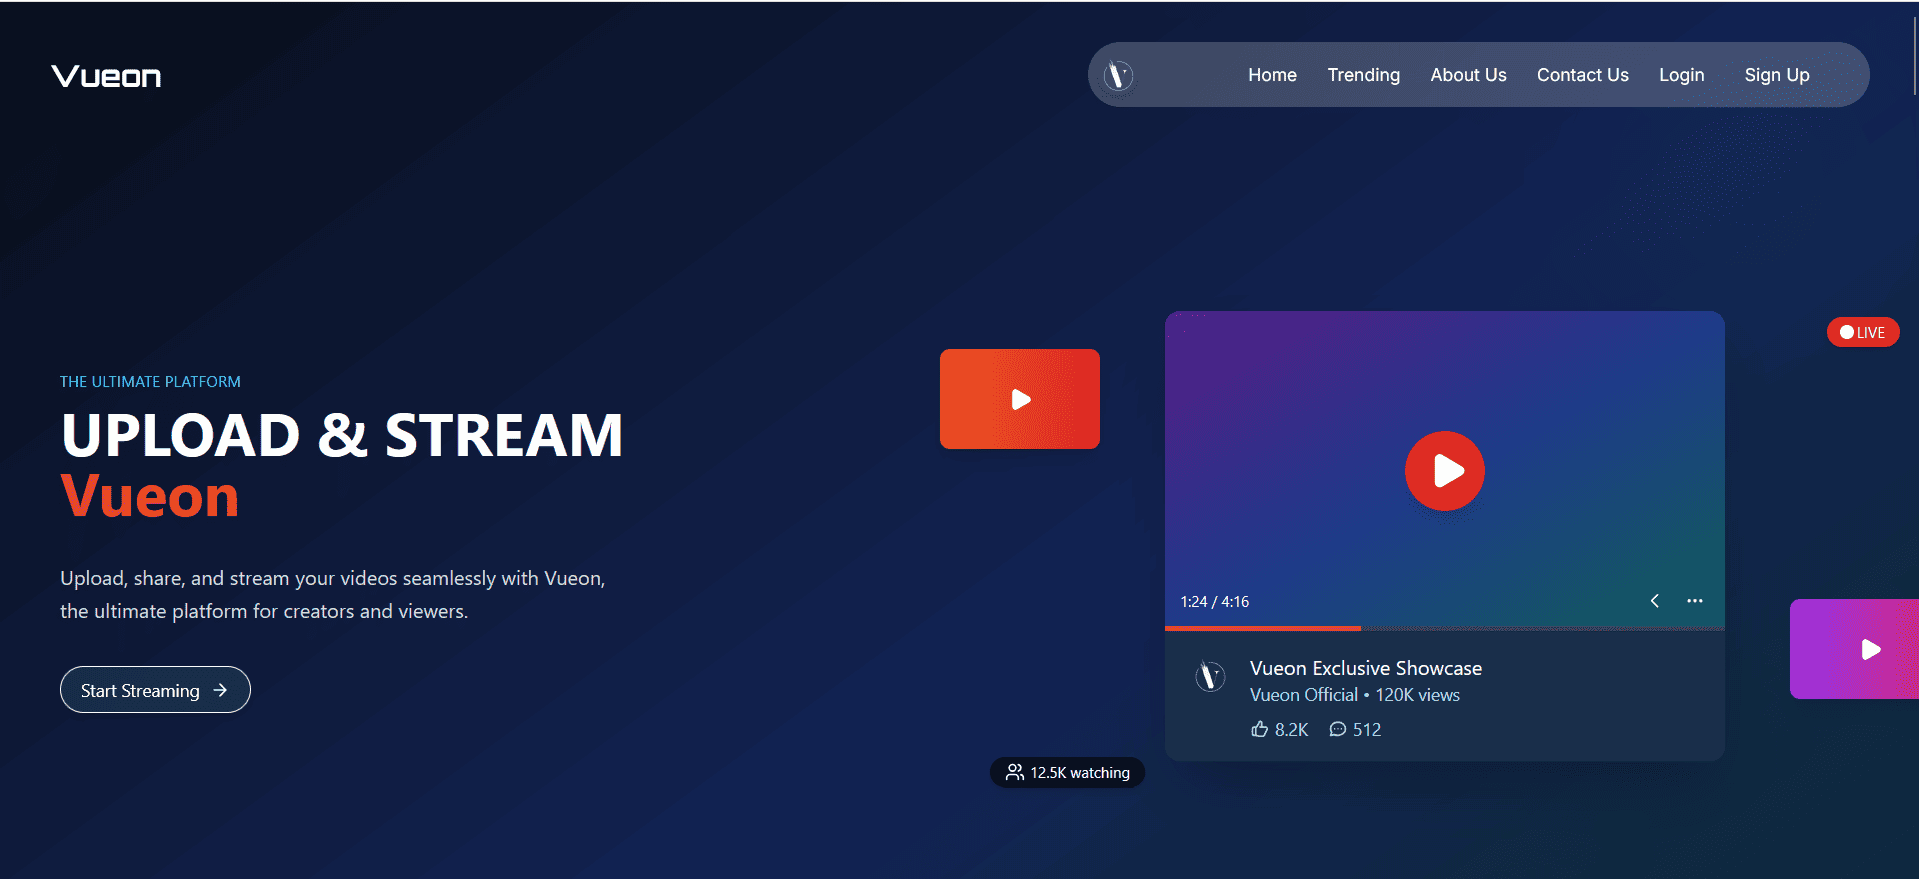 Vueon
Home Trending About Us Contact Us Login Sign Up
THE ULTIMATE PLATFORM
UPLOAD & STREAM
Vueon
Upload, share, and stream your videos seamlessly with Vueon,
the ultimate platform for creators and viewers.
Start Streaming
LIVE
1:24 / 4:16
Vueon Exclusive Showcase
Vueon Official • 120K views
8.2K 512
12.5K watching